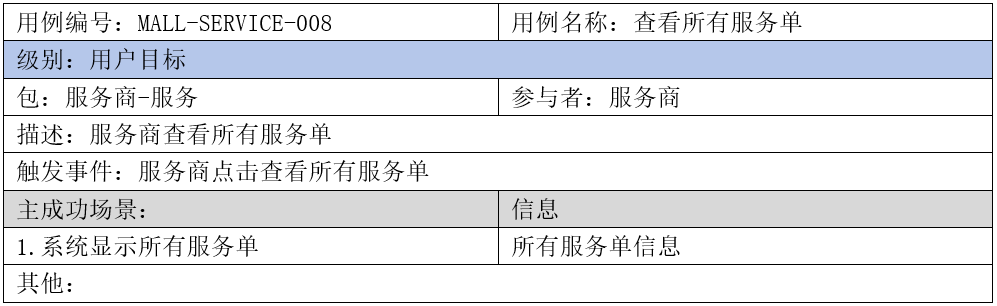 用例编号：MALL-SERVICE-008
用例名称：查看所有服务单
级别：用户目标
包：服务商-服务
参与者：服务商
描述：服务商查看所有服务单
触发事件：服务商点击查看所有服务单
主成功场景：
信息
1.系统显示所有服务单
所有服务单信息
其他：